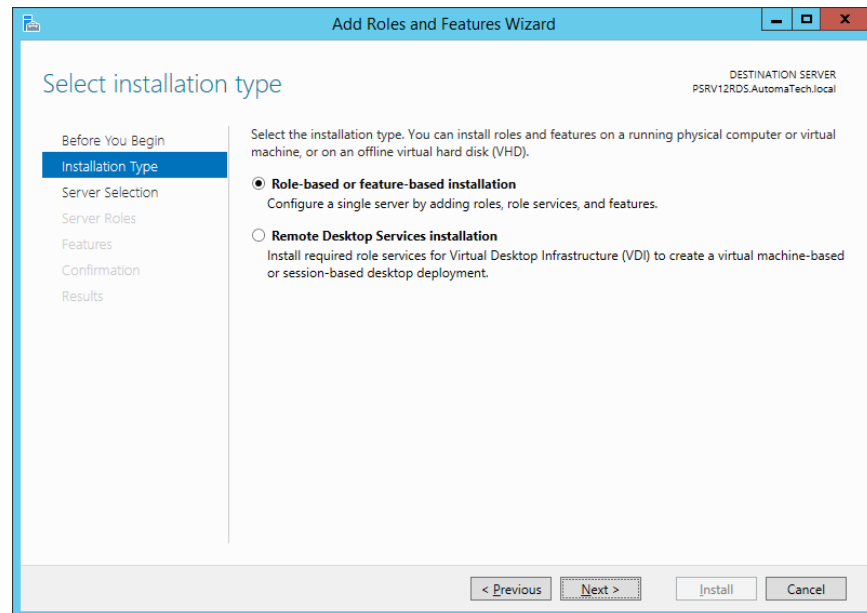 Add Roles and Features Wizard
Select installation type
DESTINATION SERVER
PSRV12RDS.AutomaTech.local
Before You Begin
Installation Type
Server Selection
Server Roles
Features
Confirmation
Results
Select the installation type. You can install roles and features on a running physical computer or virtual
machine, or on an offline virtual hard disk (VHD).
Role-based or feature-based installation
Configure a single server by adding roles, role services, and features.
Remote Desktop Services installation
Install required role services for Virtual Desktop Infrastructure (VDI) to create a virtual machine-based
or session-based desktop deployment.
< Previous
Next >
Install
Cancel